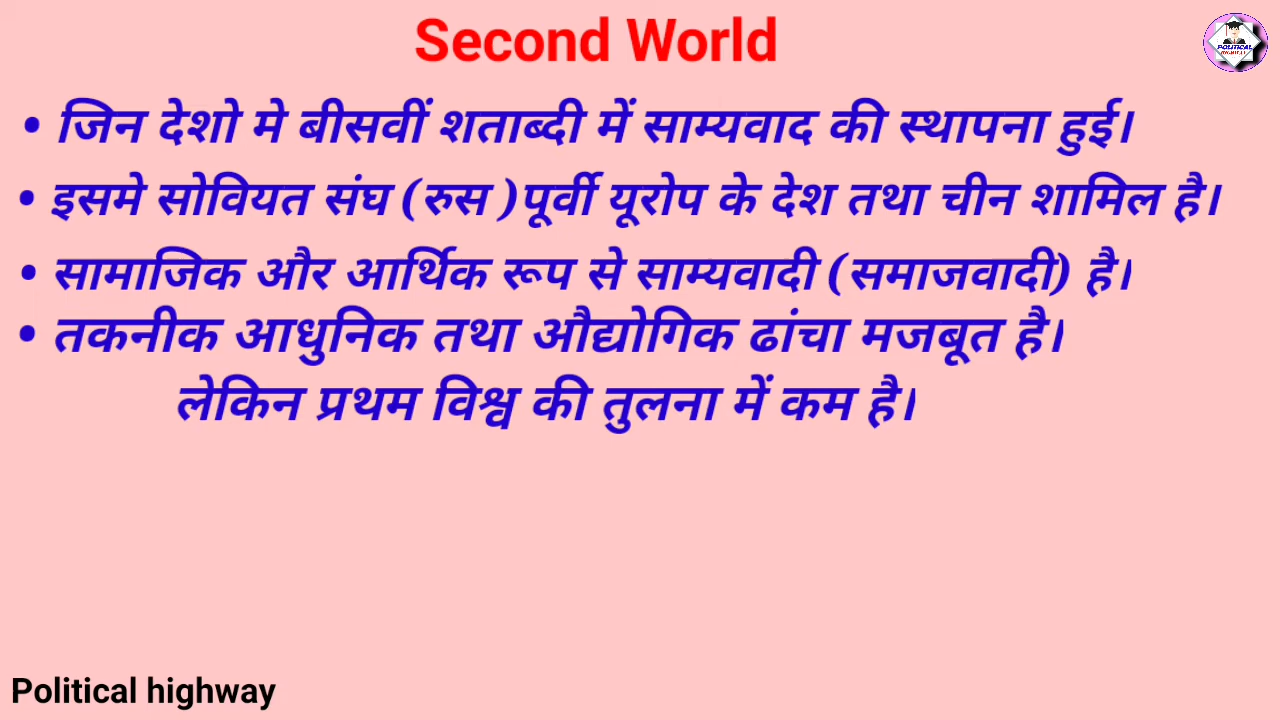 Second World
POLITICAL
• जिन देशो मे बीसवीं शताब्दी में साम्यवाद की स्थापना हुई।
• इसमे सोवियत संघ (रुस )पूर्वी यूरोप के देश तथा चीन शामिल है।
• सामाजिक और आर्थिक रूप से साम्यवादी (समाजवादी) है।
• तकनीक आधुनिक तथा औद्योगिक ढांचा मजबूत है।
लेकिन प्रथम विश्व की तुलना में कम है।
Political highway